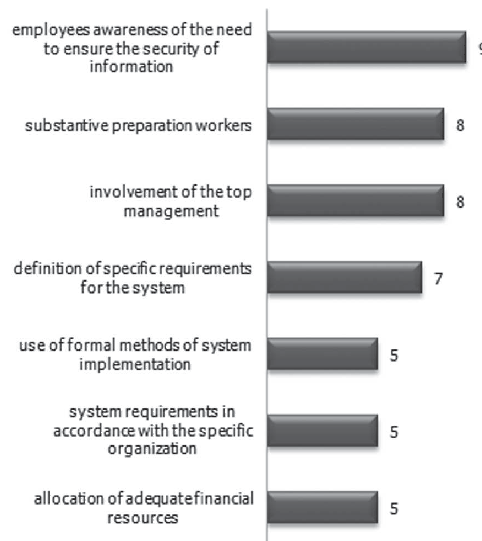 employees awareness of the need
to ensure the security of
information
9
substantive preparation workers
8
involvement of the top
management
8
definition of specific requirements
for the system
7
use of formal methods of system
implementation
5
system requirements in
accordance with the specific
organization
5
allocation of adequate financial
resources
5